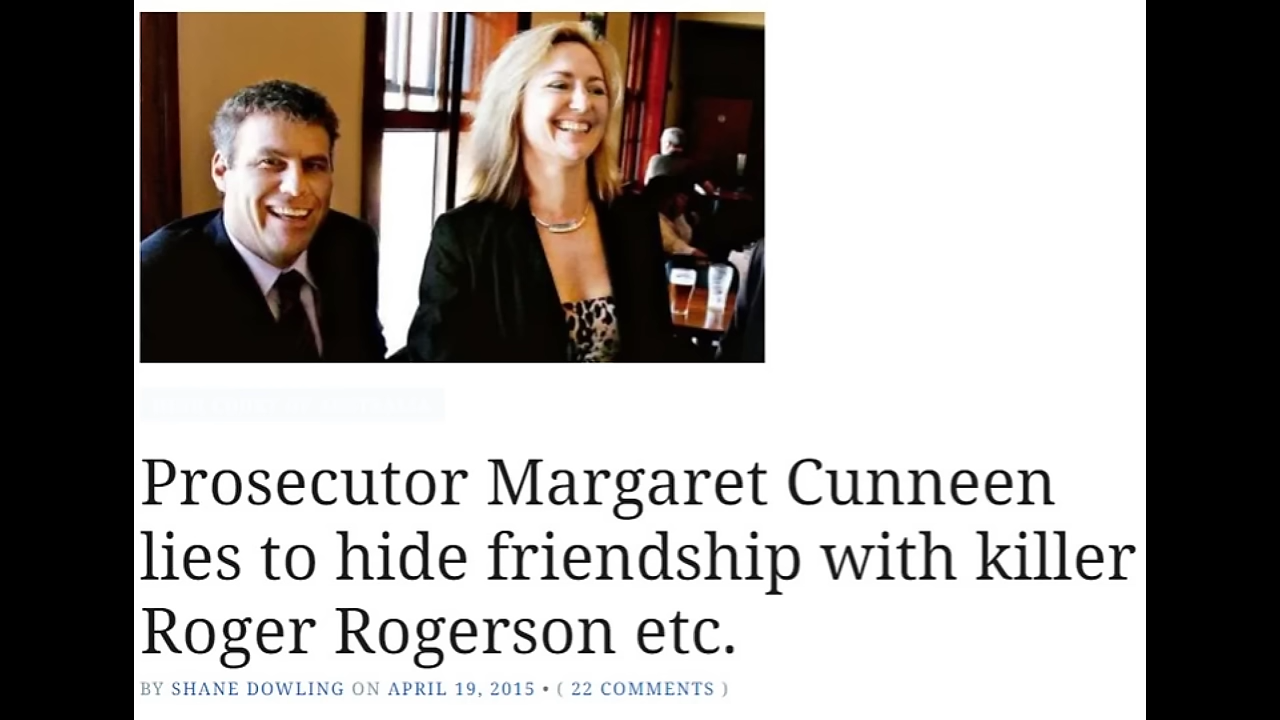 Prosecutor Margaret Cunneen
lies to hide friendship with killer
Roger Rogerson etc.
BY SHANE DOWLING ON APRIL 19, 2015 • ( 22 COMMENTS )